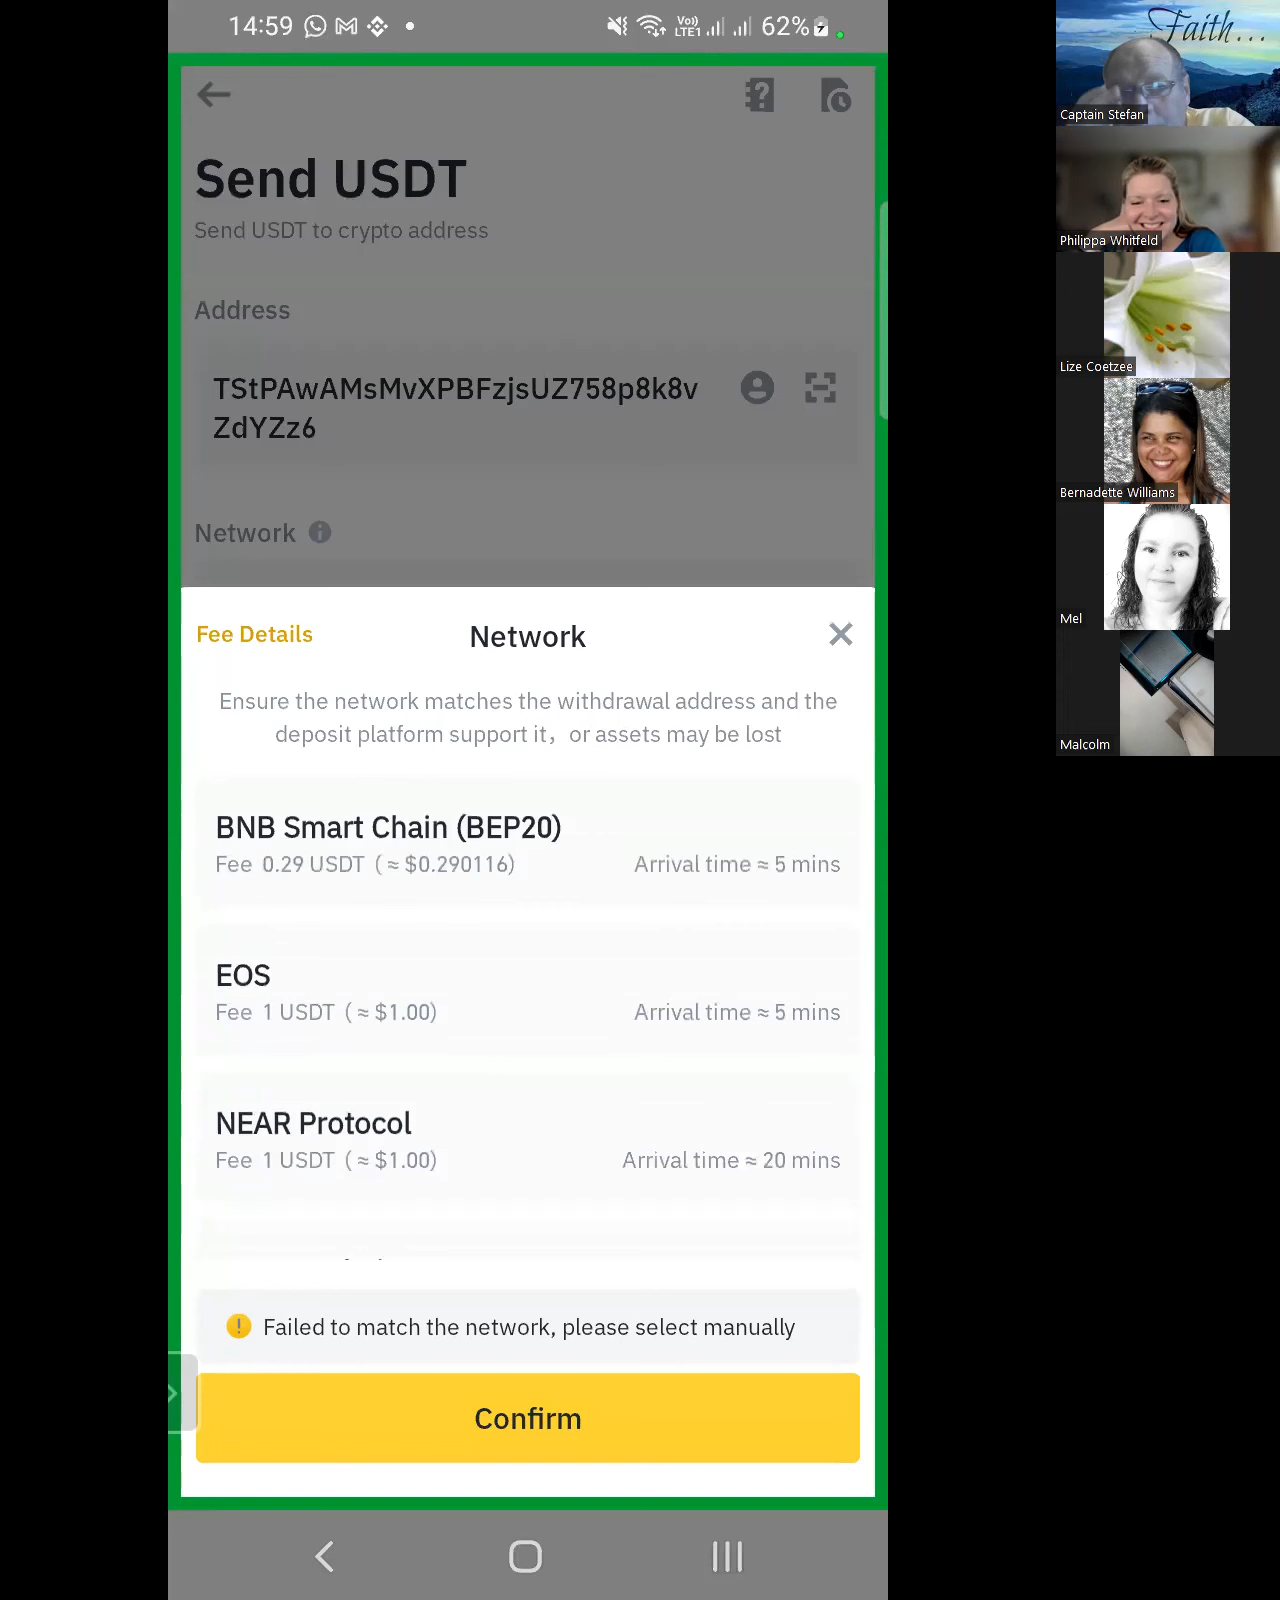 14:59
Vo)
LTE1
62%
Send USDT
Send USDT to crypto address
Address
TStPAwAMsMvXPBFzjsUZ758p8k8v
ZdYZz6
Network
Fee Details
Network
Ensure the network matches the withdrawal address and the
deposit platform support it, or assets may be lost
BNB Smart Chain (BEP20)
Fee 0.29 USDT (≈ $0.290116)
Arrival time ≈ 5 mins
EOS
Fee 1 USDT (≈ $1.00)
Arrival time ≈ 5 mins
NEAR Protocol
Fee 1 USDT (≈ $1.00)
Arrival time ≈ 20 mins
Failed to match the network, please select manually
Confirm
Faith...
Captain Stefan
Philippa Whitfeld
Lize Coetzee
Bernadette Williams
Mel
Malcolm